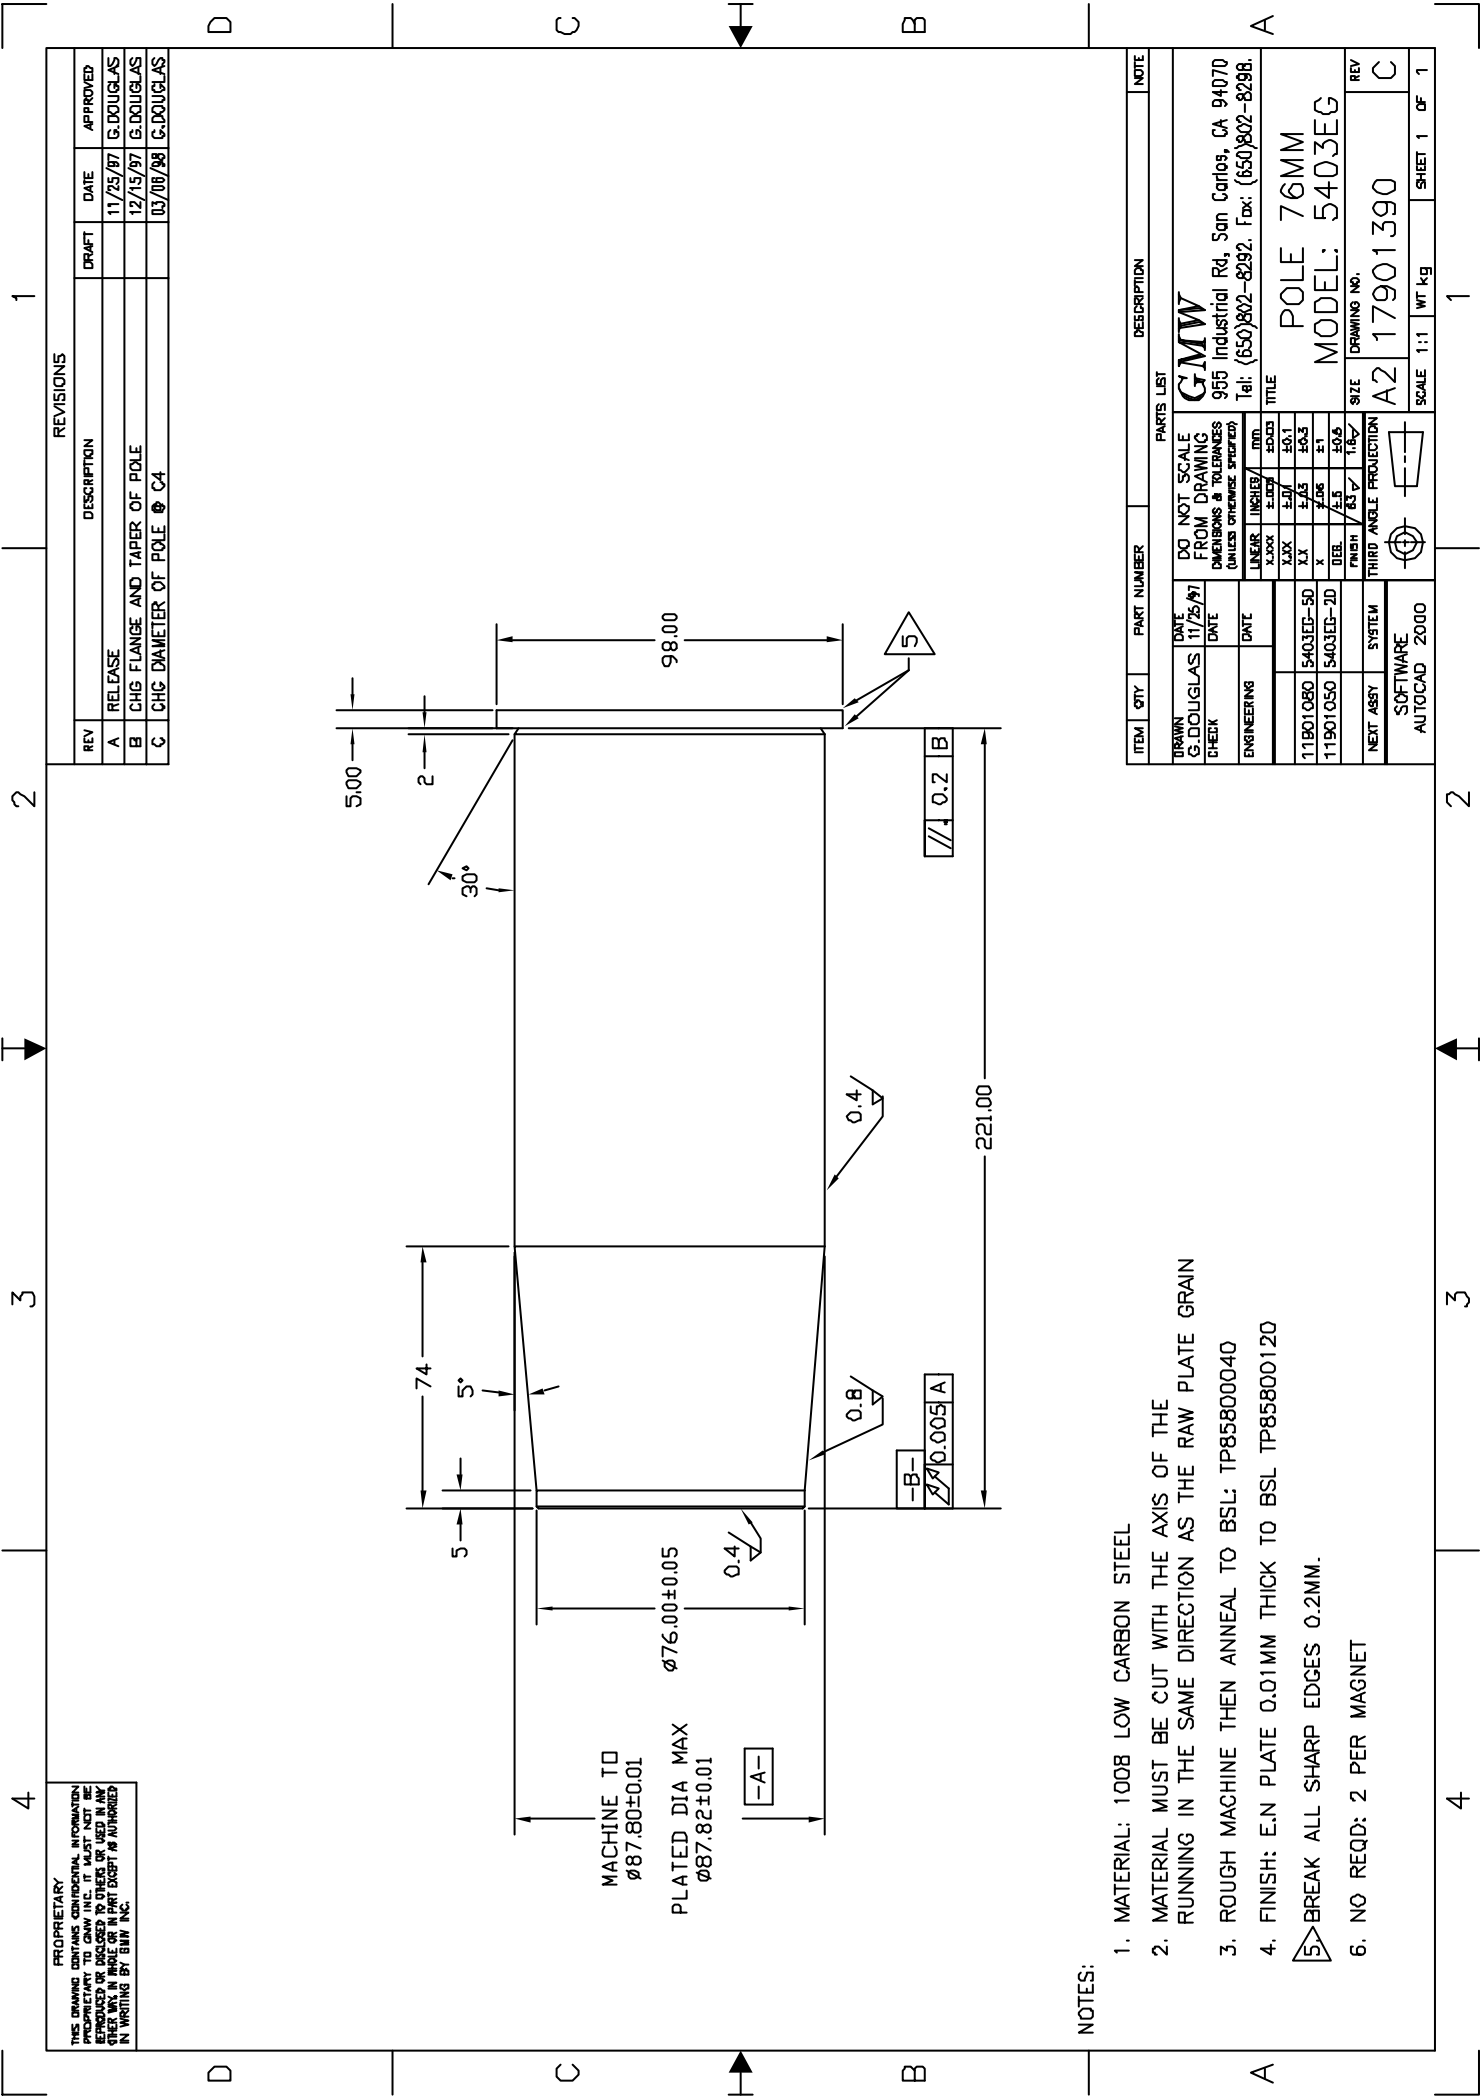 PROPRIETARY
THIS DRAWING CONTAINS CONFIDENTIAL INFORMATION
PROPRIETARY TO GMW INC. IT MUST NOT BE
REPRODUCED OR DISCLOSED TO OTHERS OR USED IN ANY
OTHER WAY, IN WHOLE OR IN PART EXCEPT AS AUTHORIZED
IN WRITING BY GMW INC.
4
3
2
1
D
C
B
A
REVISIONS
REV DESCRIPTION DRAFT DATE APPROVED
A RELEASE 11/25/97 G.DOUGLAS
B CHG FLANGE AND TAPER OF POLE 12/15/97 G.DOUGLAS
C CHG DIAMETER OF POLE @ C4 03/08/98 G.DOUGLAS
5.00
2
30°
98.00
5
// 0.2 B
74
5°
5
0.4
0.8
221.00
-B-
0.005 A
0.4
Ø76.00±0.05
MACHINE TO
Ø87.80±0.01
PLATED DIA MAX
Ø87.82±0.01
-A-
NOTES:
1. MATERIAL: 1008 LOW CARBON STEEL
2. MATERIAL MUST BE CUT WITH THE AXIS OF THE
RUNNING IN THE SAME DIRECTION AS THE RAW PLATE GRAIN
3. ROUGH MACHINE THEN ANNEAL TO BSL: TP85800040
4. FINISH: E.N PLATE 0.01MM THICK TO BSL TP85800120
5. BREAK ALL SHARP EDGES 0.2MM.
6. NO REQD: 2 PER MAGNET
ITEM QTY PART NUMBER DESCRIPTION NOTE
PARTS LIST
DRAWN DATE
G.DOUGLAS 11/25/97
CHECK DATE
ENGINEERING DATE
11901080 5403EG-5D
11901050 5403EG-2D
NEXT ASSY SYSTEM
SOFTWARE
AUTOCAD 2000
DO NOT SCALE
FROM DRAWING
DIMENSIONS & TOLERANCES
(UNLESS OTHERWISE SPECIFIED)
LINEAR INCHES mm
X.XXX ±.005 ±0.03
X.XX ±.01 ±0.1
X.X ±.03 ±0.3
X ±.06 ±1
DEG. ±.5 ±0.5
FINISH 63 1.6
THIRD ANGLE PROJECTION
GMW
955 Industrial Rd, San Carlos, CA 94070
Tel: (650)802-8292. Fax: (650)802-8298.
TITLE
POLE 76MM
MODEL: 5403EG
SIZE DRAWING NO. REV
A2 17901390 C
SCALE 1:1 WT kg SHEET 1 OF 1
4
3
2
1
D
C
B
A